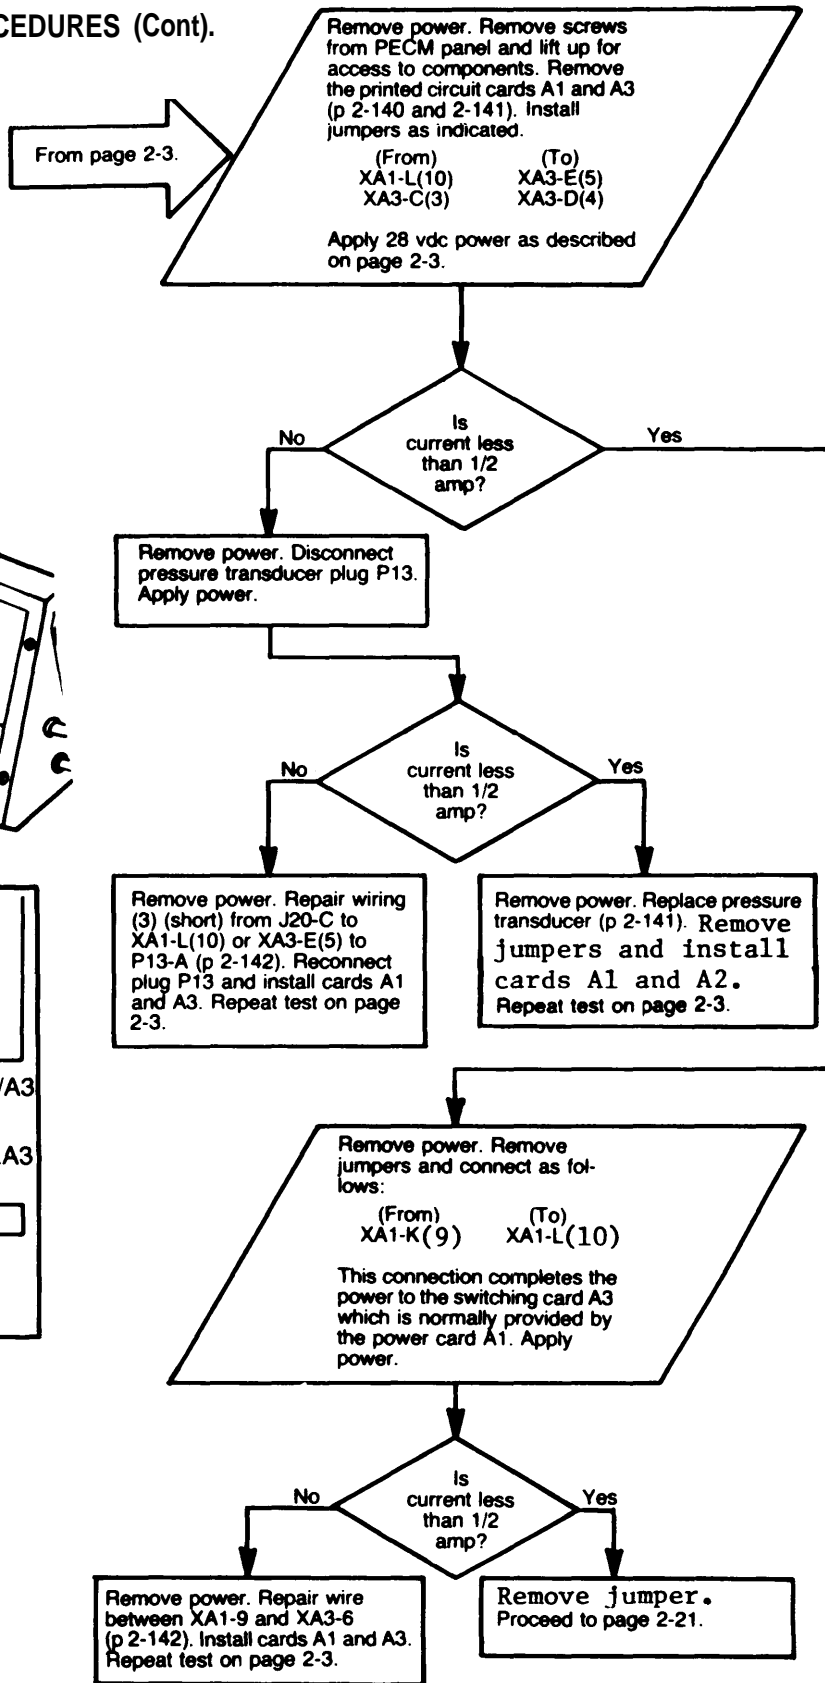 CEDURES (Cont).
Remove power. Remove screws
from PECM panel and lift up for
access to components. Remove
the printed circuit cards A1 and A3
(p 2-140 and 2-141). Install
jumpers as indicated.
(From) (To)
XA1-L(10) XA3-E(5)
XA3-C(3) XA3-D(4)
Apply 28 vdc power as described
on page 2-3.
From page 2-3.
Is
current less
than 1/2
amp?
No
Yes
Remove power. Disconnect
pressure transducer plug P13.
Apply power.
Is
current less
than 1/2
amp?
No
Yes
Remove power. Repair wiring
(3) (short) from J20-C to
XA1-L(10) or XA3-E(5) to
P13-A (p 2-142). Reconnect
plug P13 and install cards A1
and A3. Repeat test on page
2-3.
Remove power. Replace pressure
transducer (p 2-141). Remove
jumpers and install
cards A1 and A2.
Repeat test on page 2-3.
/A3
A3
Remove power. Remove
jumpers and connect as fol-
lows:
(From) (To)
XA1-K(9) XA1-L(10)
This connection completes the
power to the switching card A3
which is normally provided by
the power card A1. Apply
power.
Is
current less
than 1/2
amp?
No
Yes
Remove power. Repair wire
between XA1-9 and XA3-6
(p 2-142). Install cards A1 and A3.
Repeat test on page 2-3.
Remove jumper.
Proceed to page 2-21.